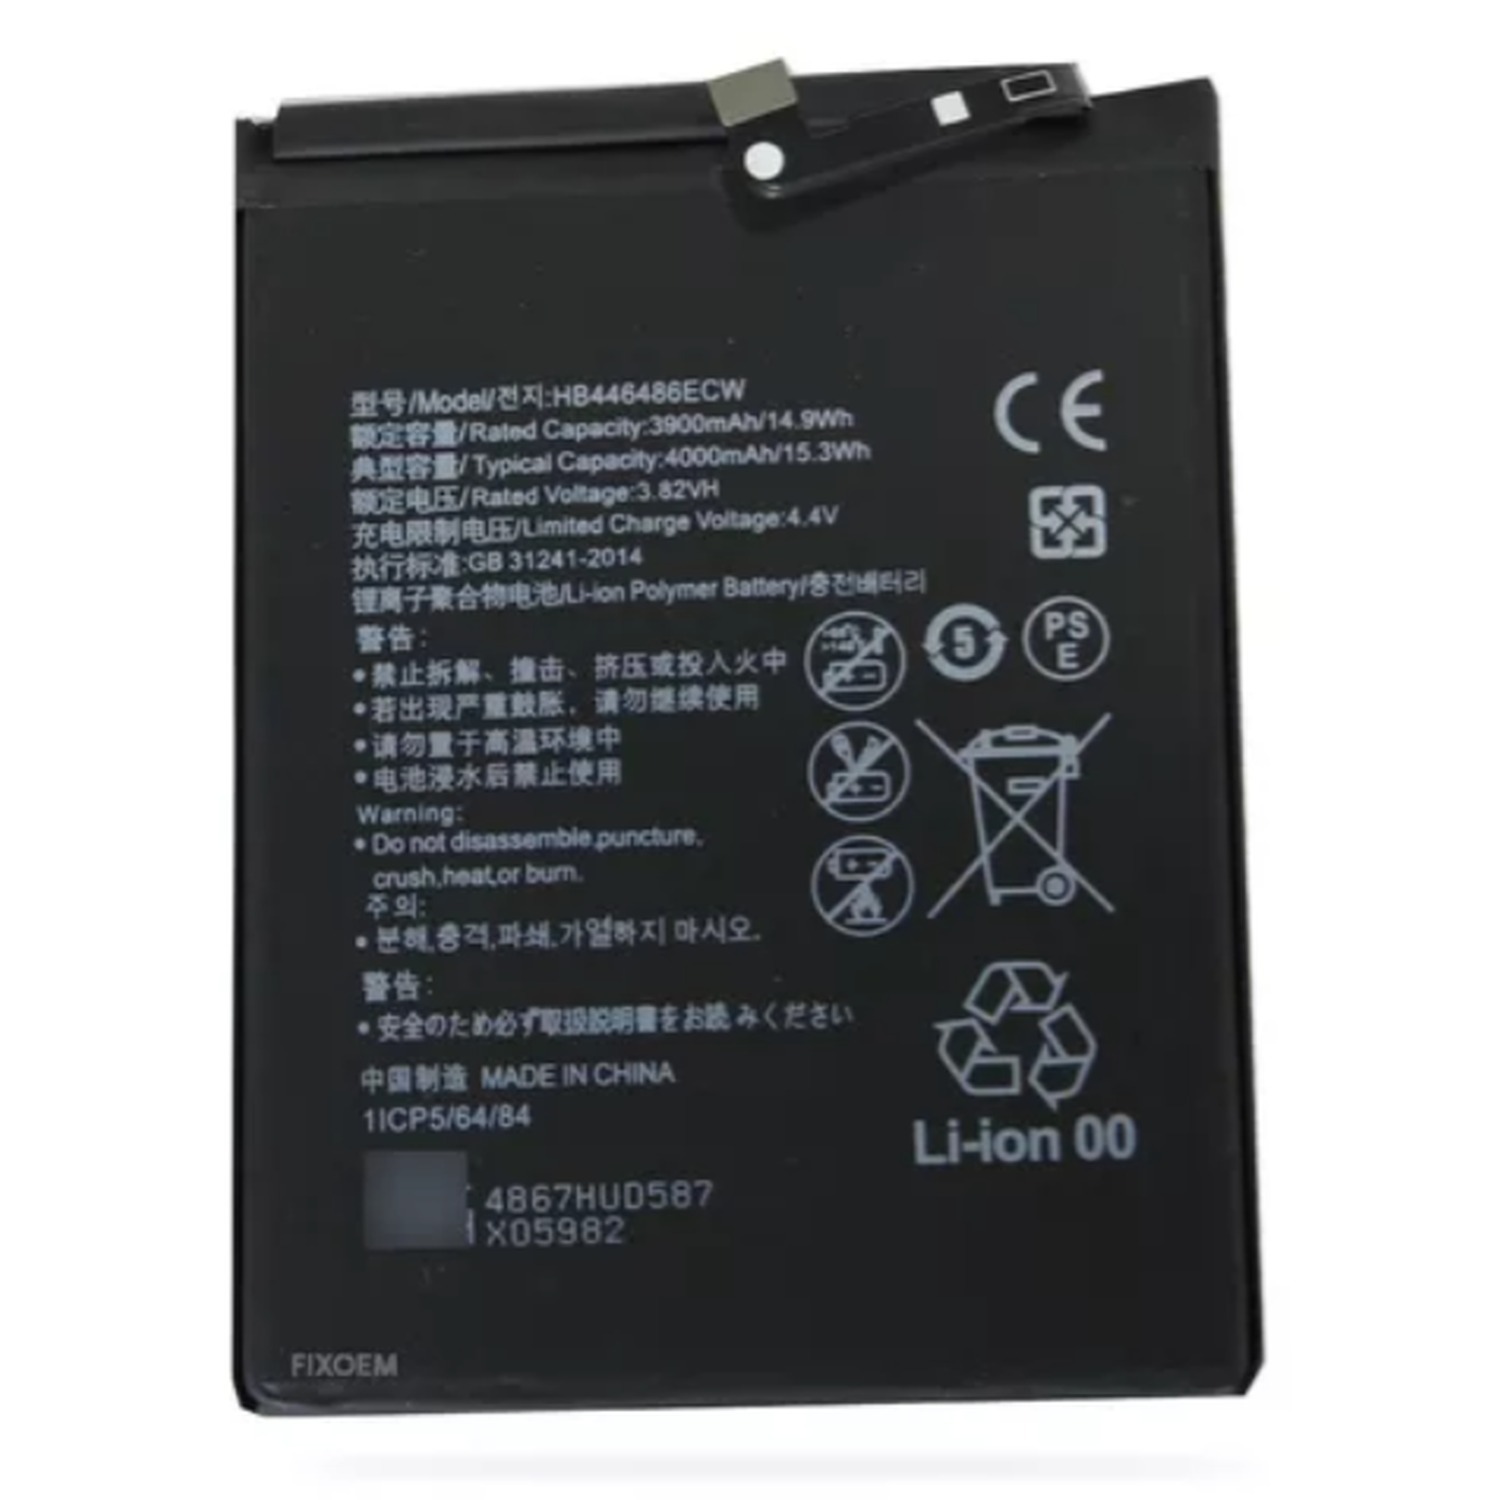 型号/Model/전지:HB446486ECW
额定容量/Rated Capacity:3900mAh/14.9Wh
典型容量/Typical Capacity:4000mAh/15.3Wh
额定电压/Rated Voltage:3.82VH
充电限制电压/Limited Charge Voltage:4.4V
执行标准:GB 31241-2014
锂离子聚合物电池/Li-ion Polymer Battery/충전배터리
警告:
•禁止拆解、撞击、挤压或投入火中
•若出现严重鼓胀，请勿继续使用
•请勿置于高温环境中
•电池浸水后禁止使用
Warning:
•Do not disassemble,puncture,
crush,heat,or burn.
주의:
•분해,충격,파쇄,가열하지 마시오.
警告:
•安全のため必ず取扱説明書をお読みください
中国制造 MADE IN CHINA
1ICP5/64/84
4867HUD587
X05982
CE
5
PS
E
Li-ion 00
FIXOEM